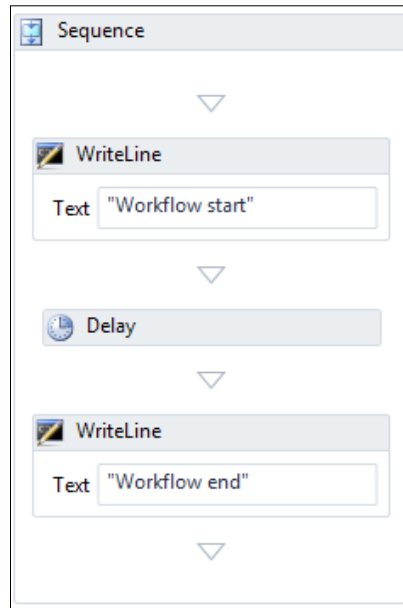 Sequence
WriteLine
Text "Workflow start"
Delay
WriteLine
Text "Workflow end"